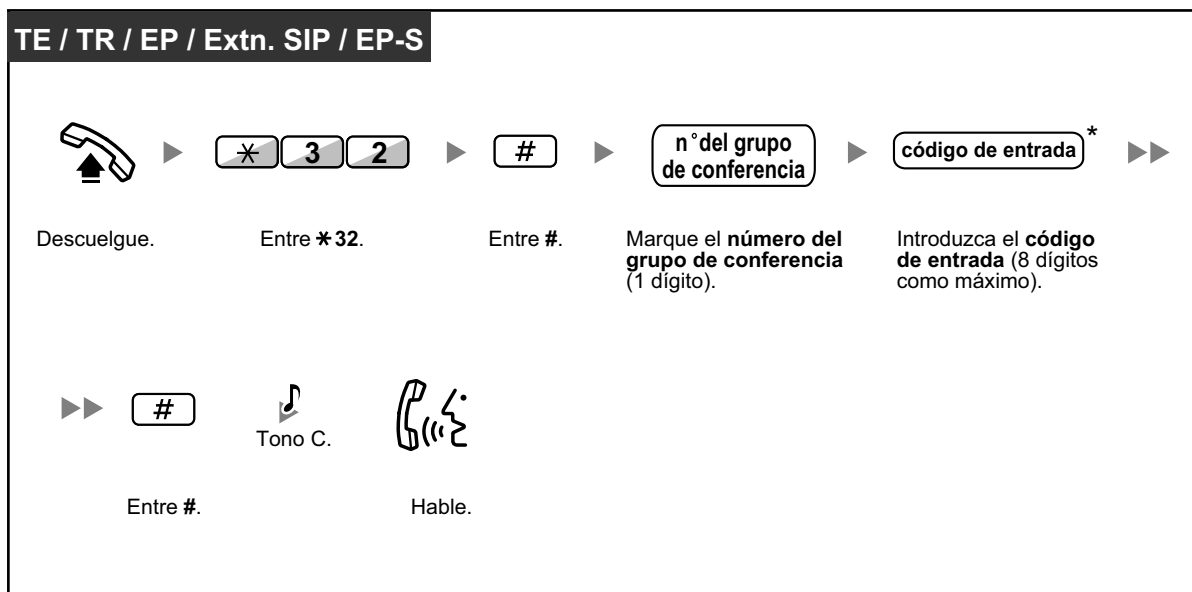 TE / TR / EP / Extn. SIP / EP-S
✳ 3 2
#
n°del grupo
de conferencia
código de entrada *
Descuelgue.
Entre ✳32.
Entre #.
Marque el número del
grupo de conferencia
(1 dígito).
Introduzca el código
de entrada (8 dígitos
como máximo).
#
Tono C.
Entre #.
Hable.